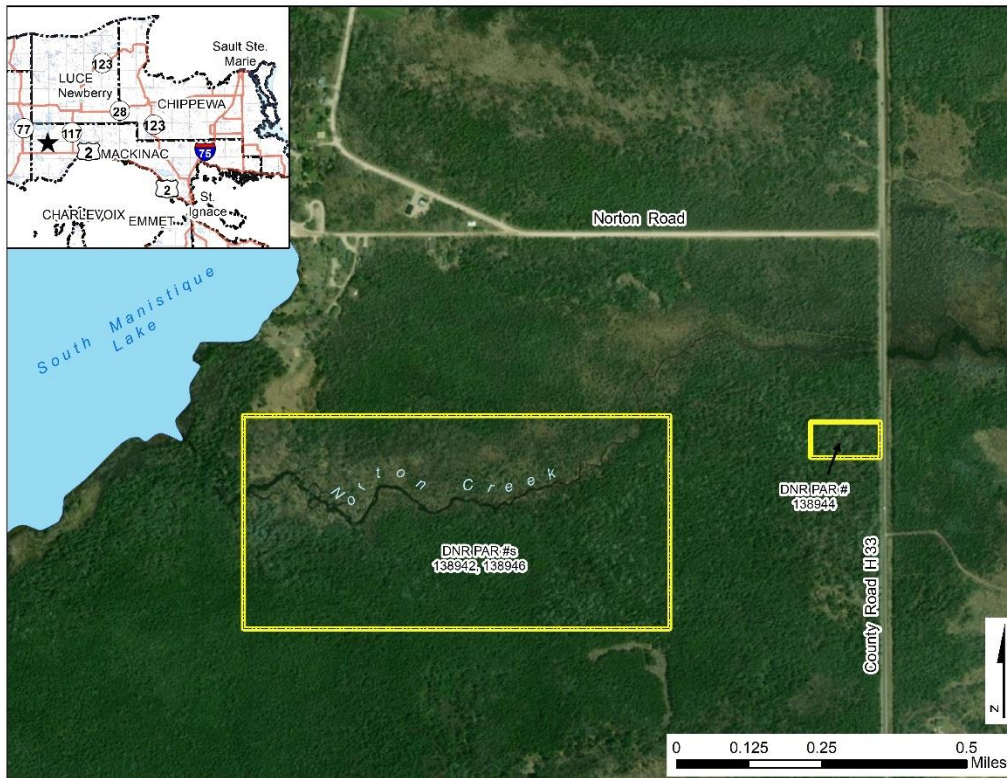 Sault Ste.
Marie
123
LUCE
Newberry
CHIPPEWA
28
123
77
117
2
MACKINAC
75
2
St.
Ignace
CHARLEVOIX
EMMET
Norton Road
South Manistique
Lake
Norton Creek
DNR PAR #s
138942, 138946
DNR PAR #
138944
County Road H33
N
0 0.125 0.25 0.5
Miles